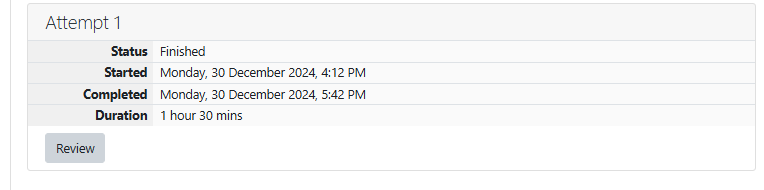 Attempt 1
Status Finished
Started Monday, 30 December 2024, 4:12 PM
Completed Monday, 30 December 2024, 5:42 PM
Duration 1 hour 30 mins
Review